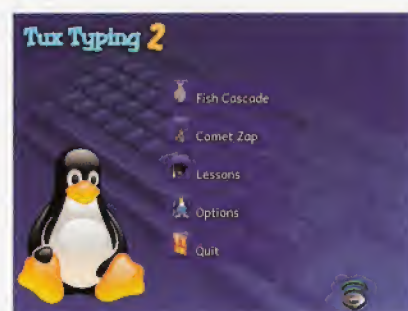 Tux Typing 2
Fish Cascade
Comet Zap
Lessons
Options
Quit